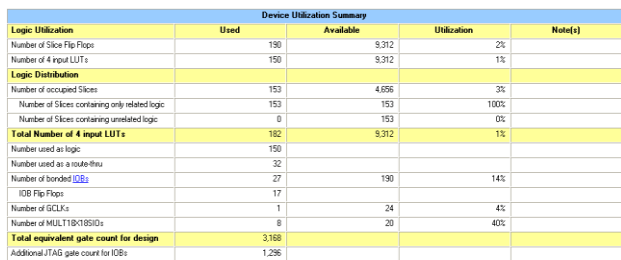 Device Utilization Summary
Logic Utilization Used Available Utilization Note(s)
Number of Slice Flip Flops 190 9,312 2%
Number of 4 input LUTs 150 9,312 1%
Logic Distribution
Number of occupied Slices 153 4,656 3%
Number of Slices containing only related logic 153 153 100%
Number of Slices containing unrelated logic 0 153 0%
Total Number of 4 input LUTs 182 9,312 1%
Number used as logic 150
Number used as a route-thru 32
Number of bonded IOBs 27 190 14%
IOB Flip Flops 17
Number of GCLKs 1 24 4%
Number of MULT18X18SIOs 8 20 40%
Total equivalent gate count for design 3,168
Additional JTAG gate count for IOBs 1,296